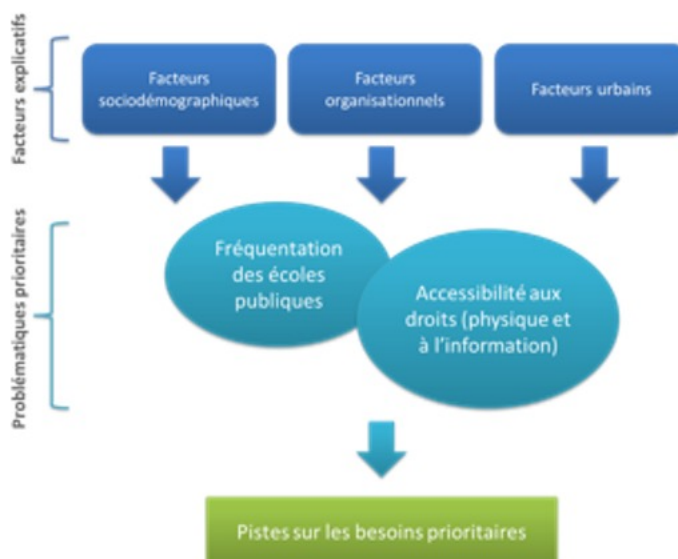 Facteurs explicatifs
Facteurs
sociodémographiques
Facteurs
organisationnels
Facteurs urbains
Problématiques prioritaires
Fréquentation
des écoles
publiques
Accessibilité aux
droits (physique et
à l'information)
Pistes sur les besoins prioritaires